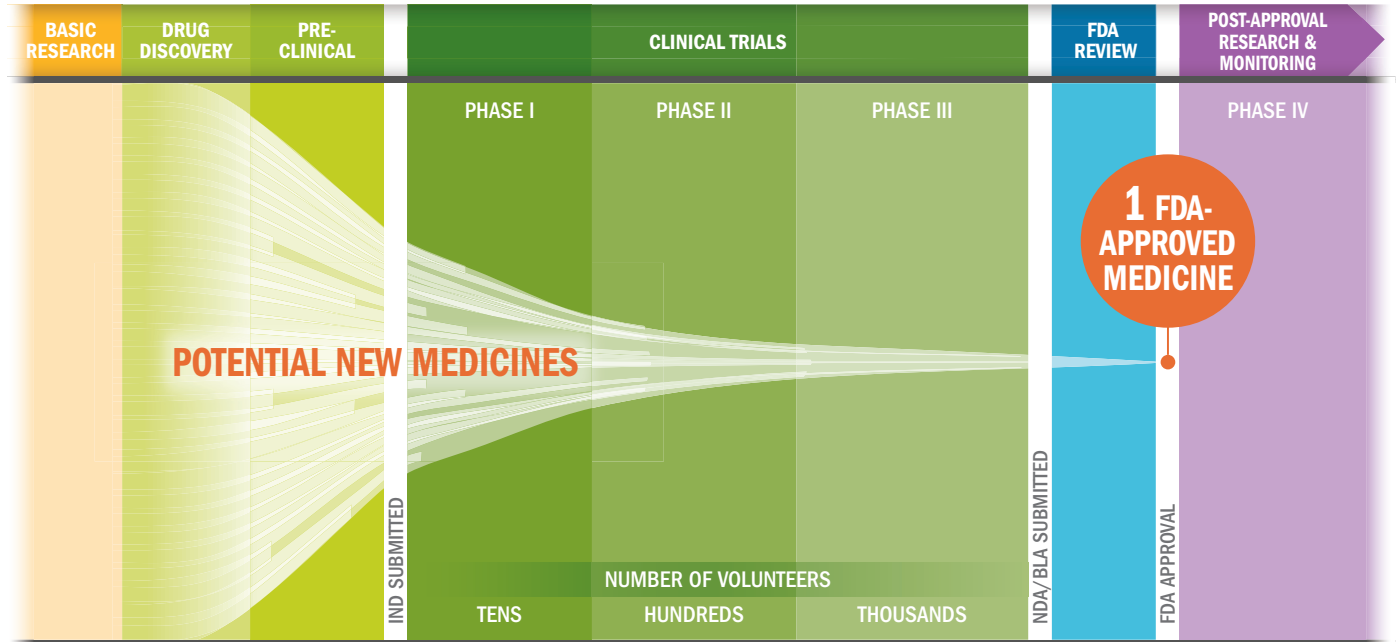 BASIC
RESEARCH
DRUG
DISCOVERY
PRE-
CLINICAL
CLINICAL TRIALS
FDA
REVIEW
POST-APPROVAL
RESEARCH &
MONITORING
PHASE I
PHASE II
PHASE III
PHASE IV
1 FDA-
APPROVED
MEDICINE
POTENTIAL NEW MEDICINES
IND SUBMITTED
NDA/ BLA SUBMITTED
FDA APPROVAL
NUMBER OF VOLUNTEERS
TENS
HUNDREDS
THOUSANDS